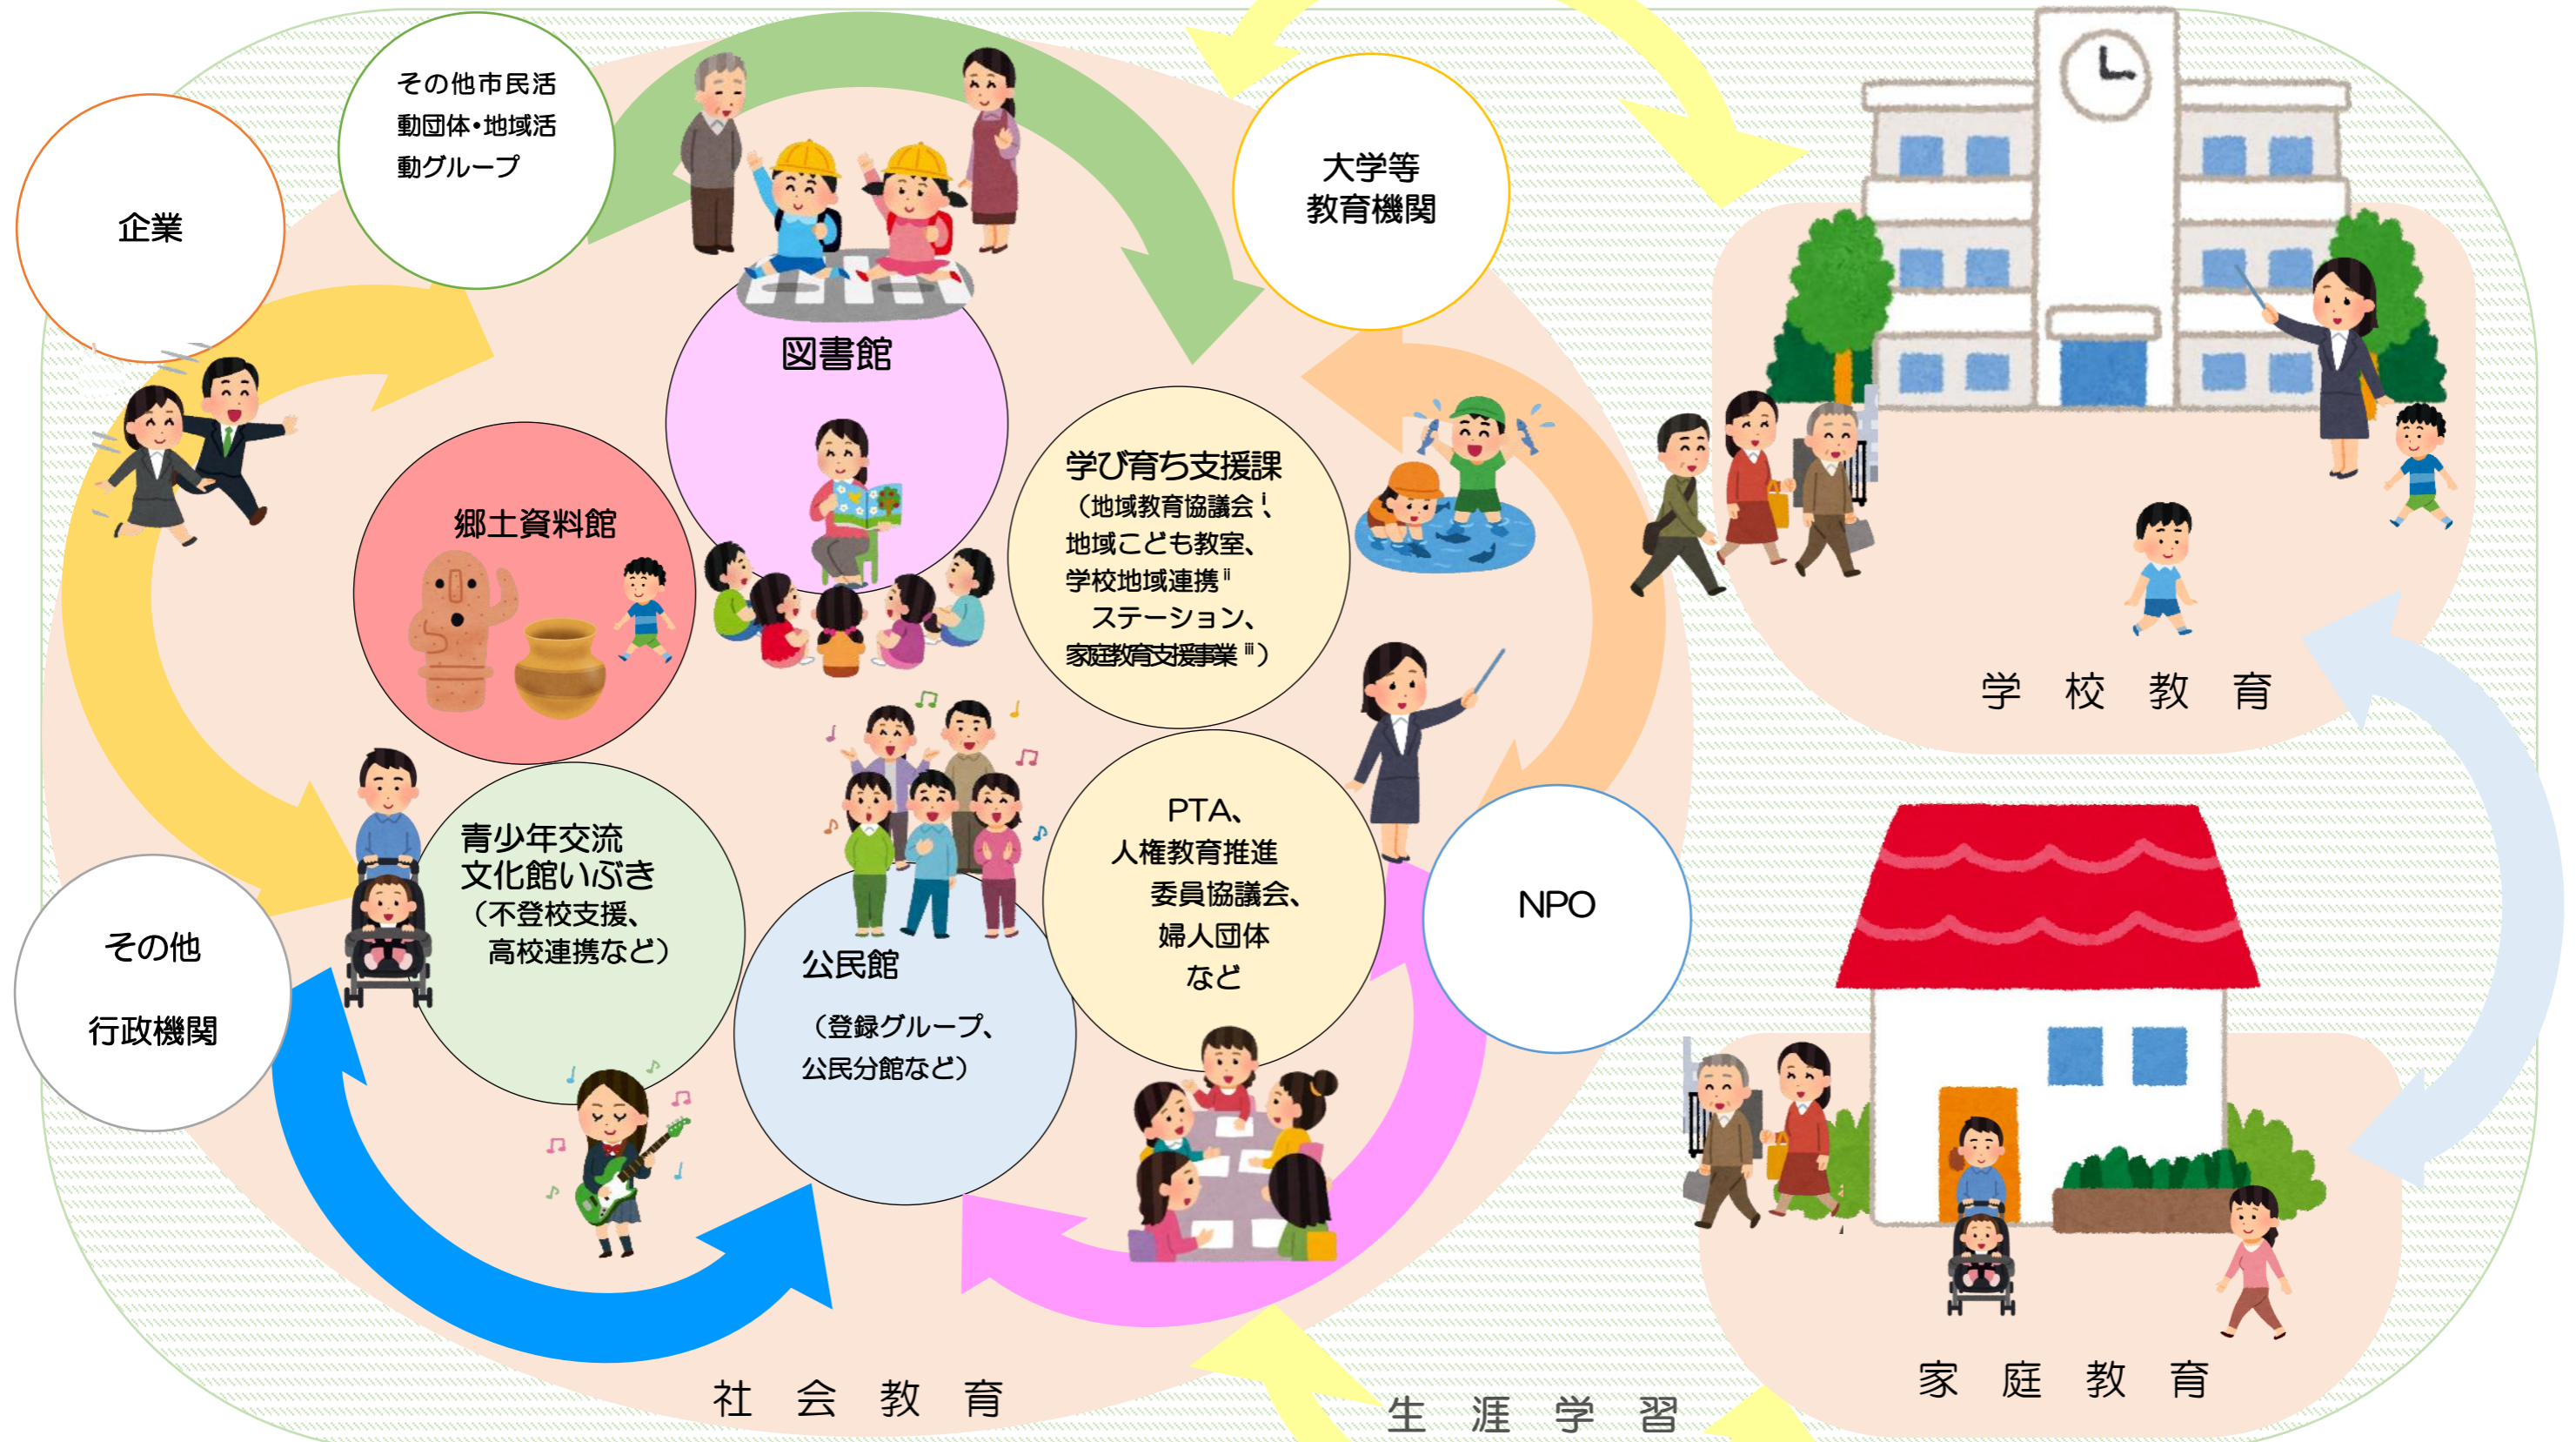 その他市民活
動団体・地域活
動グループ
企業
大学等
教育機関
図書館
学び育ち支援課
（地域教育協議会ⅰ、
地域こども教室、
学校地域連携ⅱ
ステーション、
家庭教育支援事業ⅲ）
郷土資料館
学校教育
PTA、
人権教育推進
委員協議会、
婦人団体
など
青少年交流
文化館いぶき
（不登校支援、
高校連携など）
NPO
その他
行政機関
公民館
（登録グループ、
公民分館など）
社会教育
生涯学習
家庭教育